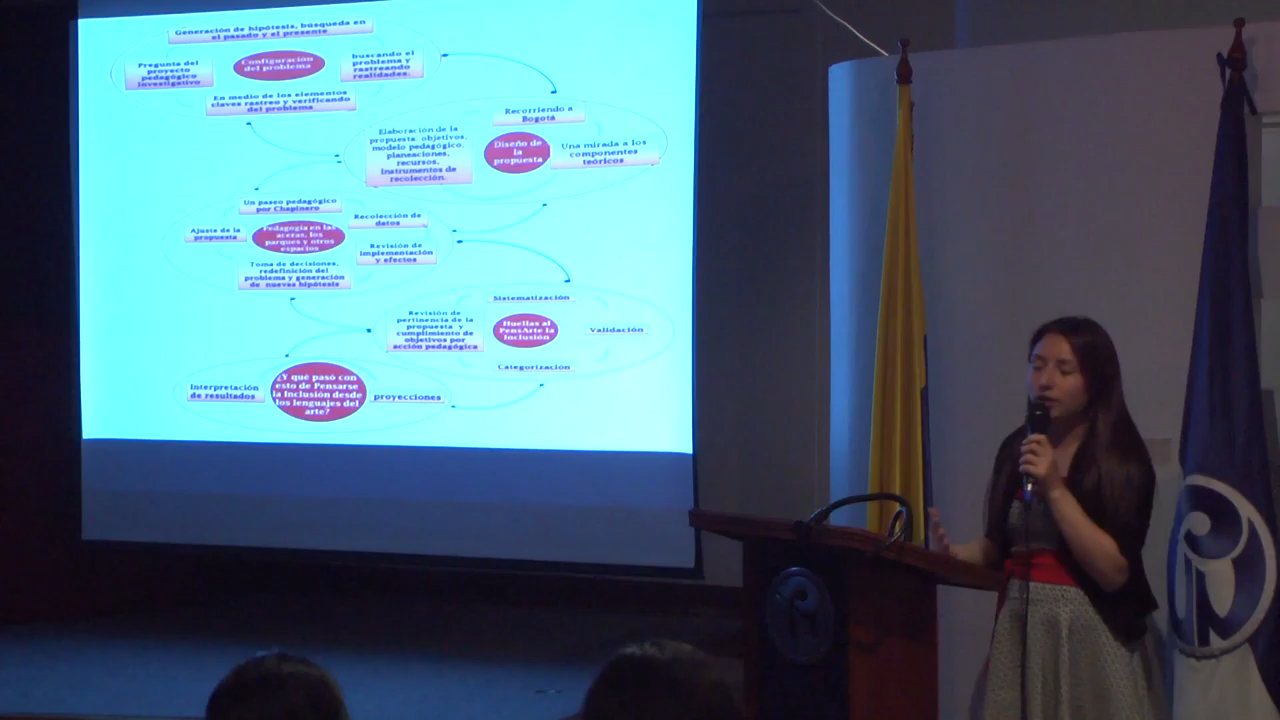 Generación de hipótesis, búsqueda en
el pasado y el presente
Pregunta del
proyecto
pedagógico
investigativo
Configuración
del problema
buscando el
problema y
rastreando
realidades.
En medio de los elementos
claves rastreo y verificando
del problema
Recorriendo a
Bogotá
Elaboración de la
propuesta: objetivos,
modelo pedagógico,
planeaciones,
recursos,
Instrumentos de
recolección.
Diseño de
la
propuesta
Una mirada a los
componentes
teóricos
Un paseo pedagógico
por Chapinero
Recolección de
datos
Ajuste de la
propuesta
Pedagogía en las
aceras, los
parques y otros
espacios
Revisión de
implementación
y efectos
Toma de decisiones,
redefinición del
problema y generación
de nuevas hipótesis
Sistematización
Revisión de
pertinencia de la
propuesta y
cumplimiento de
objetivos por
acción pedagógica
Huellas al
PensArte la
Inclusión
Validación
Categorización
Interpretación
de resultados
¿Y qué pasó con
esto de Pensarse
la Inclusión desde
los lenguajes del
arte?
proyecciones